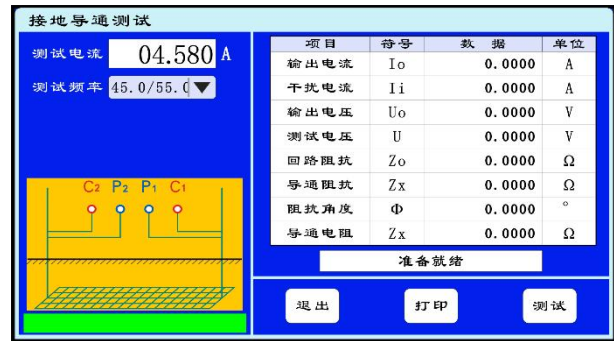 接地导通测试
测试电流 04.580 A
测试频率 45.0/55.0
C2 P2 P1 C1
项目 符号 数 据 单位
输出电流 Io 0.0000 A
干扰电流 Ii 0.0000 A
输出电压 Uo 0.0000 V
测试电压 U 0.0000 V
回路阻抗 Zo 0.0000 Ω
导通阻抗 Zx 0.0000 Ω
阻抗角度 Φ 0.0000 °
导通电阻 Zx 0.0000 Ω
准备就绪
退出 打印 测试